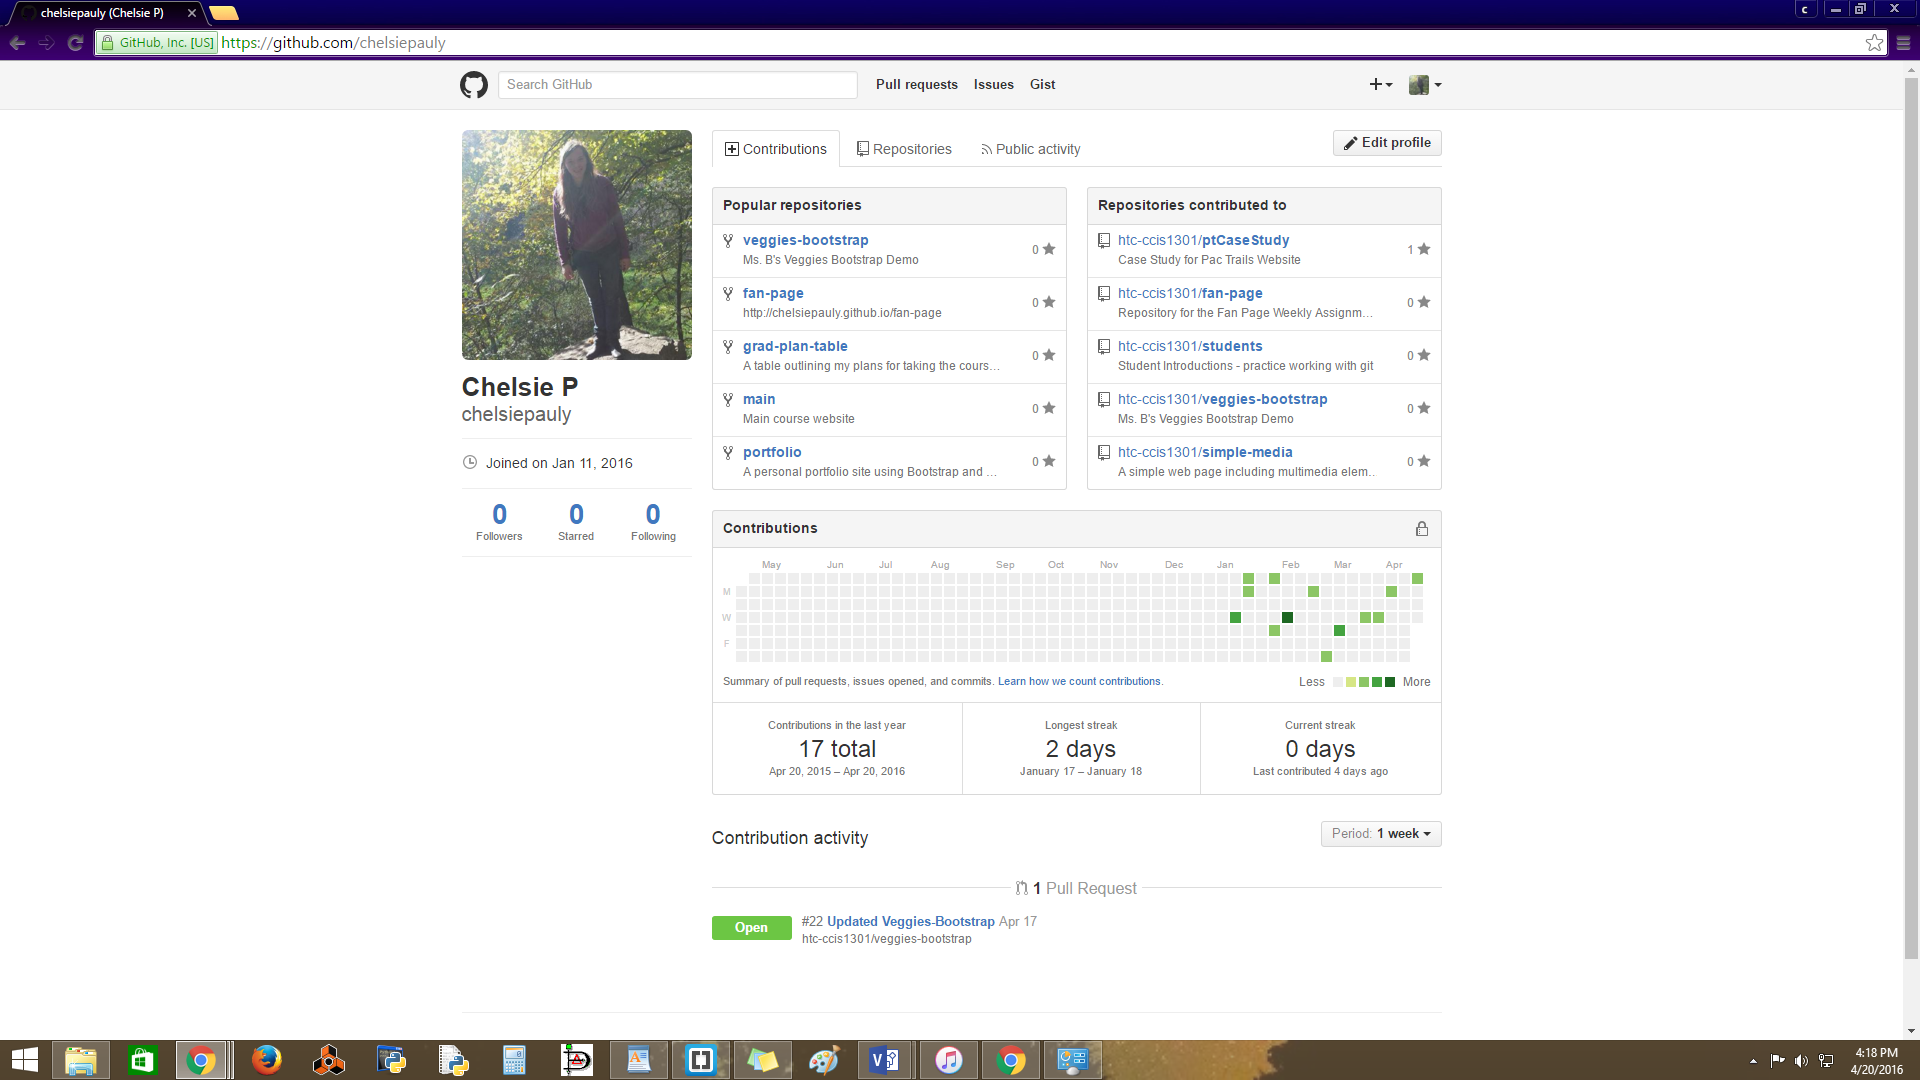 chelsiepauly (Chelsie P)
c
GitHub, Inc. [US] https://github.com/chelsiepauly
Search GitHub
Pull requests Issues Gist
Contributions Repositories Public activity
Edit profile
Chelsie P
chelsiepauly
Joined on Jan 11, 2016
0 0 0
Followers Starred Following
Popular repositories
veggies-bootstrap
Ms. B's Veggies Bootstrap Demo
0
fan-page
http://chelsiepauly.github.io/fan-page
0
grad-plan-table
A table outlining my plans for taking the cours…
0
main
Main course website
0
portfolio
A personal portfolio site using Bootstrap and …
0
Repositories contributed to
htc-ccis1301/ptCaseStudy
Case Study for Pac Trails Website
1
htc-ccis1301/fan-page
Repository for the Fan Page Weekly Assignm…
0
htc-ccis1301/students
Student Introductions - practice working with git
0
htc-ccis1301/veggies-bootstrap
Ms. B's Veggies Bootstrap Demo
0
htc-ccis1301/simple-media
A simple web page including multimedia elem…
0
Contributions
May Jun Jul Aug Sep Oct Nov Dec Jan Feb Mar Apr
M
W
F
Summary of pull requests, issues opened, and commits. Learn how we count contributions.
Less More
Contributions in the last year
17 total
Apr 20, 2015 – Apr 20, 2016
Longest streak
2 days
January 17 – January 18
Current streak
0 days
Last contributed 4 days ago
Contribution activity
Period: 1 week
1 Pull Request
Open
#22 Updated Veggies-Bootstrap Apr 17
htc-ccis1301/veggies-bootstrap
4:18 PM
4/20/2016